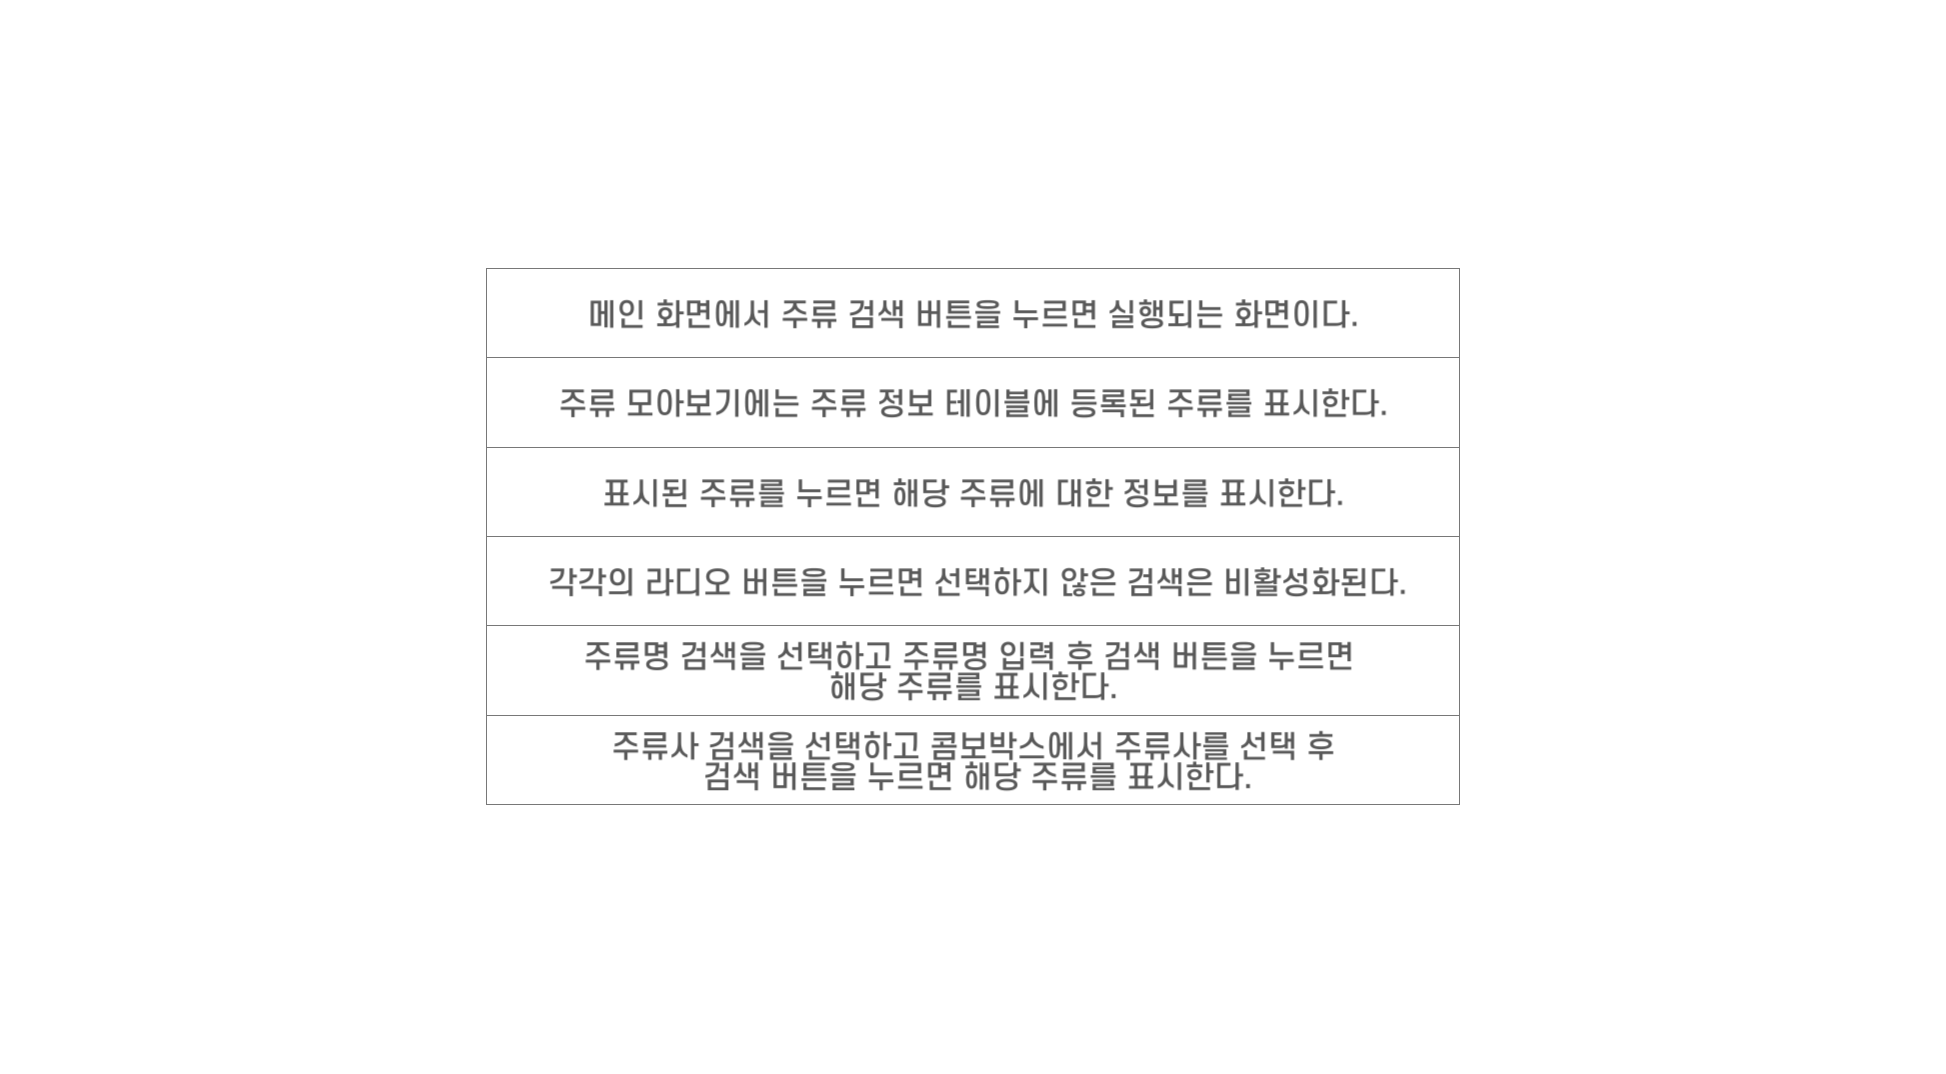 메인 화면에서 주류 검색 버튼을 누르면 실행되는 화면이다.
주류 모아보기에는 주류 정보 테이블에 등록된 주류를 표시한다.
표시된 주류를 누르면 해당 주류에 대한 정보를 표시한다.
각각의 라디오 버튼을 누르면 선택하지 않은 검색은 비활성화된다.
주류명 검색을 선택하고 주류명 입력 후 검색 버튼을 누르면
해당 주류를 표시한다.
주류사 검색을 선택하고 콤보박스에서 주류사를 선택 후
검색 버튼을 누르면 해당 주류를 표시한다.